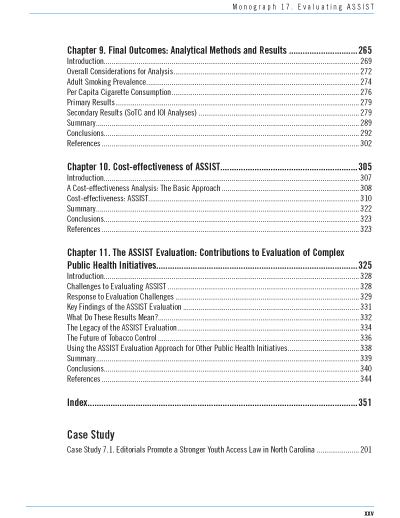 Monograph 17. Evaluating ASSIST
Chapter 9. Final Outcomes: Analytical Methods and Results ..............................265
Introduction..............................269
Overall Considerations for Analysis..............................272
Adult Smoking Prevalence..............................274
Per Capita Cigarette Consumption..............................276
Primary Results..............................279
Secondary Results (SoTC and IOI Analyses) ..............................279
Summary..............................289
Conclusions..............................292
References ..............................302
Chapter 10. Cost-effectiveness of ASSIST..............................305
Introduction..............................307
A Cost-effectiveness Analysis: The Basic Approach..............................308
Cost-effectiveness: ASSIST..............................310
Summary..............................322
Conclusions..............................323
References ..............................323
Chapter 11. The ASSIST Evaluation: Contributions to Evaluation of Complex
Public Health Initiatives..............................325
Introduction..............................328
Challenges to Evaluating ASSIST ..............................328
Response to Evaluation Challenges ..............................329
Key Findings of the ASSIST Evaluation ..............................331
What Do These Results Mean?..............................332
The Legacy of the ASSIST Evaluation..............................334
The Future of Tobacco Control ..............................336
Using the ASSIST Evaluation Approach for Other Public Health Initiatives..............................338
Summary..............................339
Conclusions..............................340
References ..............................344
Index..............................351
Case Study
Case Study 7.1. Editorials Promote a Stronger Youth Access Law in North Carolina ......................201
xxv